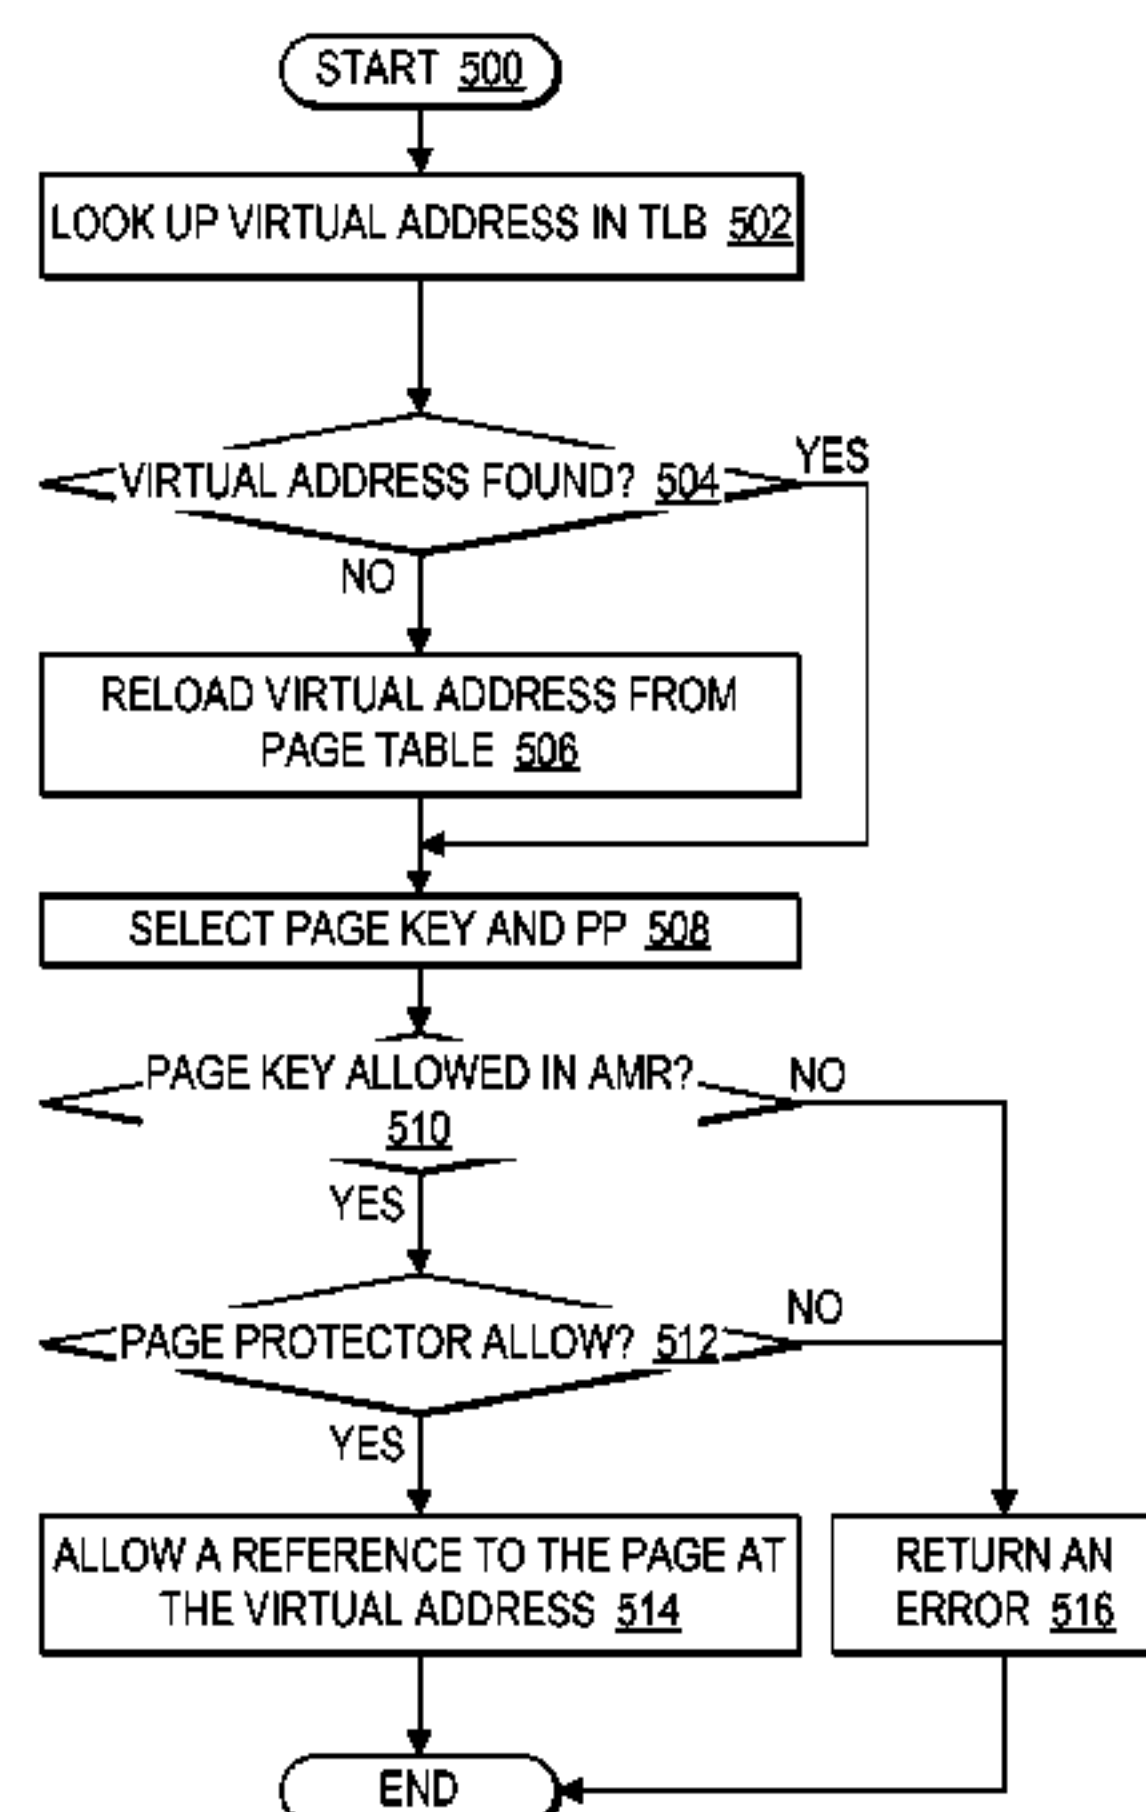 START 500
LOOK UP VIRTUAL ADDRESS IN TLB 502
VIRTUAL ADDRESS FOUND? 504
YES
NO
RELOAD VIRTUAL ADDRESS FROM
PAGE TABLE 506
SELECT PAGE KEY AND PP 508
PAGE KEY ALLOWED IN AMR?
NO
510
YES
PAGE PROTECTOR ALLOW? 512
NO
YES
ALLOW A REFERENCE TO THE PAGE AT
THE VIRTUAL ADDRESS 514
RETURN AN
ERROR 516
END